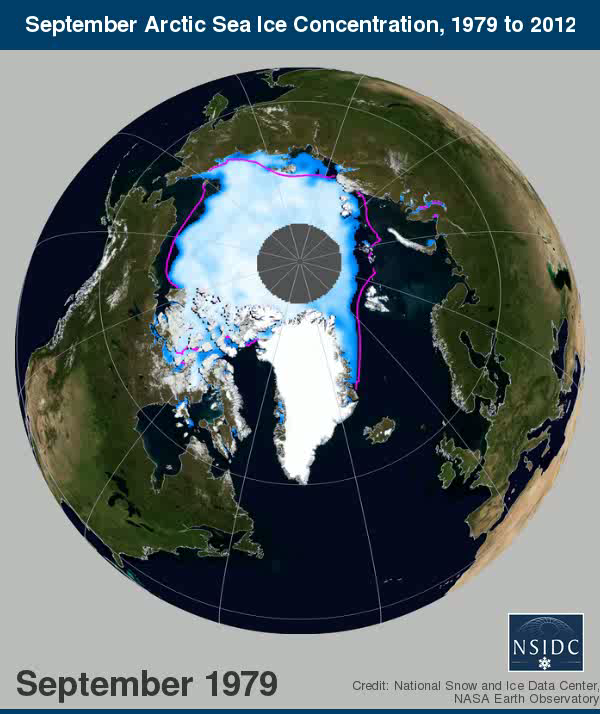 September Arctic Sea Ice Concentration, 1979 to 2012
NSIDC
September 1979
Credit: National Snow and Ice Data Center,
NASA Earth Observatory